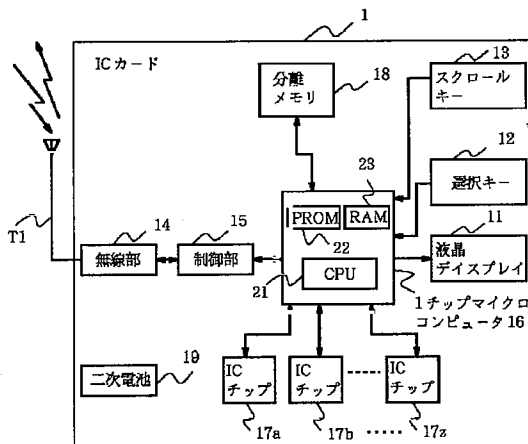 1
ICカード
13
分離
メモリ
18
スクロール
キー
12
23
選択キー
T1
14
15
PROM
RAM
11
22
無線部
制御部
液晶
デイスプレイ
21
CPU
1チップマイクロ
コンピュータ16
19
二次電池
IC
チップ
IC
チップ
IC
チップ
17a
17b
17z